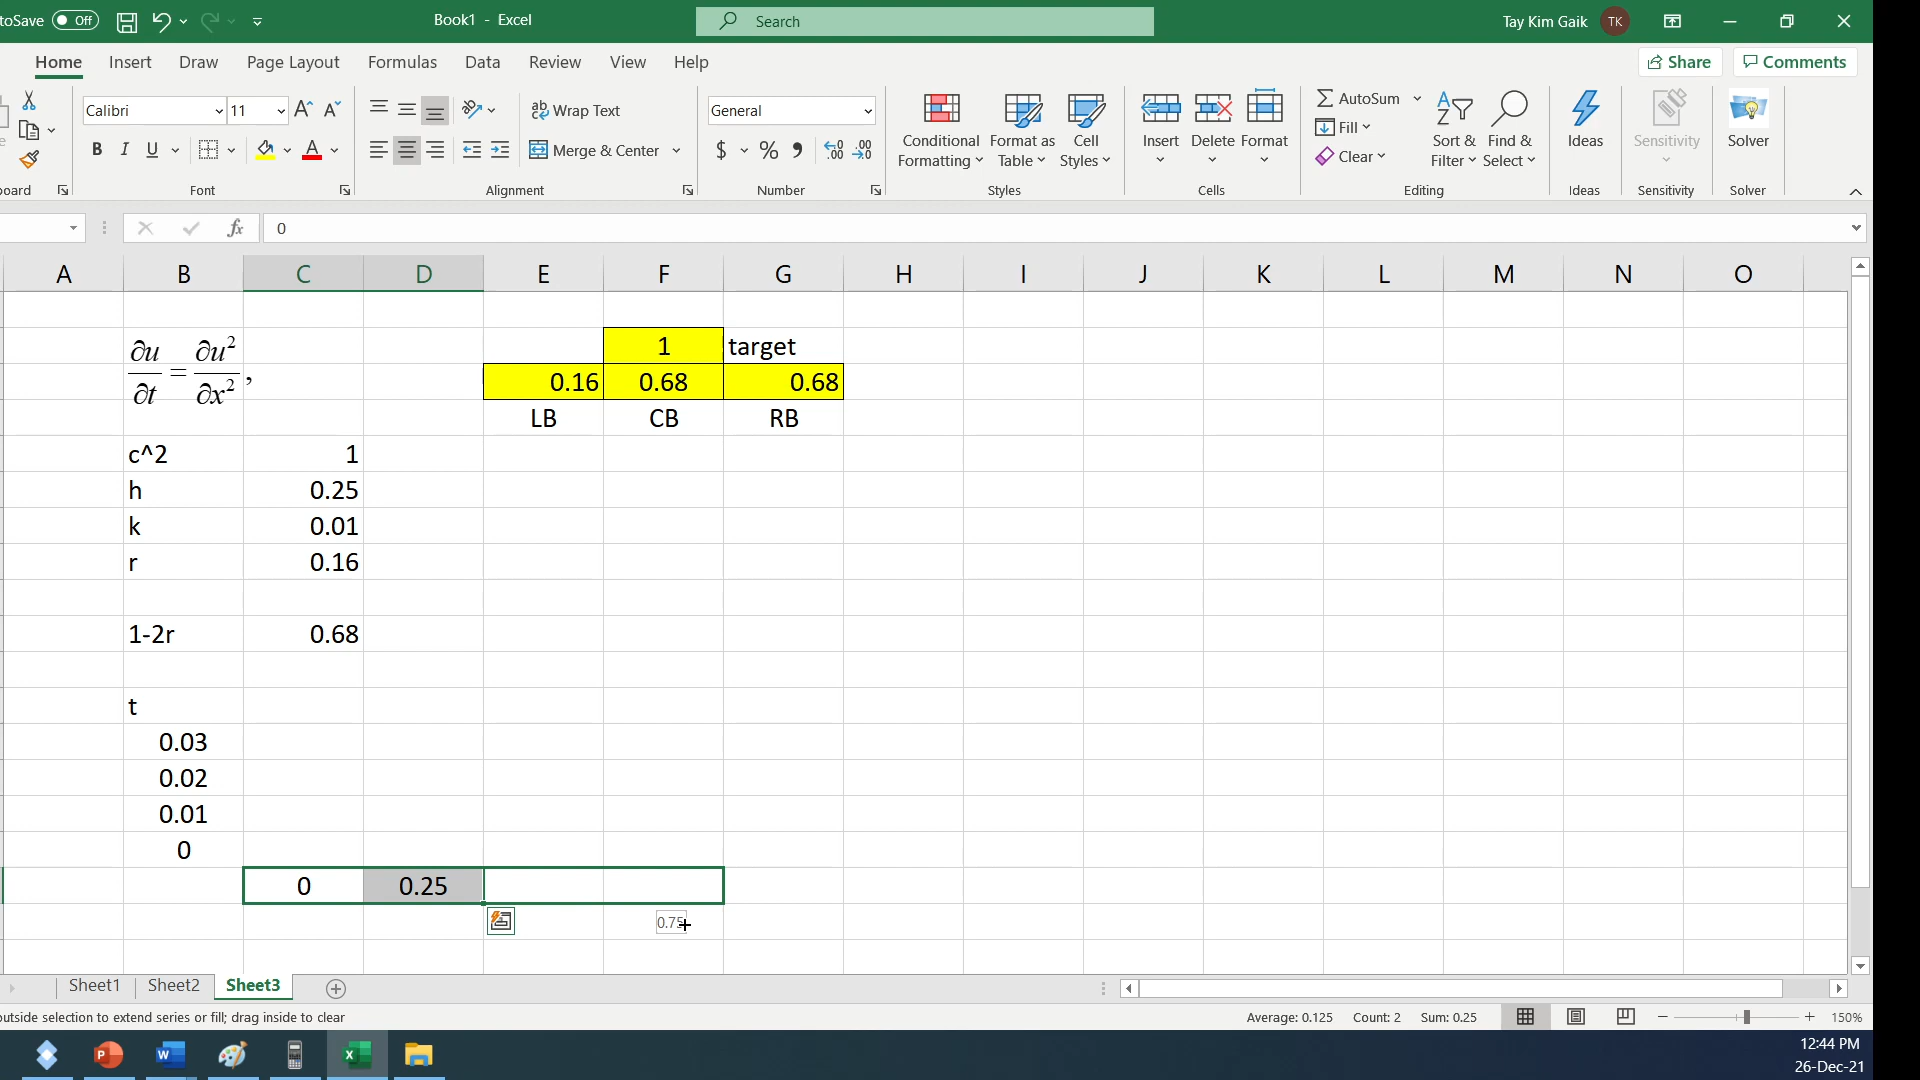 toSave Off Book1 - Excel Search Tay Kim Gaik TK
Home Insert Draw Page Layout Formulas Data Review View Help Share Comments
Calibri 11 Wrap Text General Conditional Formatting Format as Table Cell Styles Insert Delete Format AutoSum Fill Clear Sort & Filter Find & Select Ideas Sensitivity Solver
B I U A Merge & Center $ % 9
board Font Alignment Number Styles Cells Editing Ideas Sensitivity Solver
fx 0
A B C D E F G H I J K L M N O
∂u/∂t = ∂u²/∂x²,
1 target
0.16 0.68 0.68
LB CB RB
c^2 1
h 0.25
k 0.01
r 0.16
1-2r 0.68
t
0.03
0.02
0.01
0
0 0.25
0.75
Sheet1 Sheet2 Sheet3
outside selection to extend series or fill; drag inside to clear Average: 0.125 Count: 2 Sum: 0.25 150%
12:44 PM
26-Dec-21